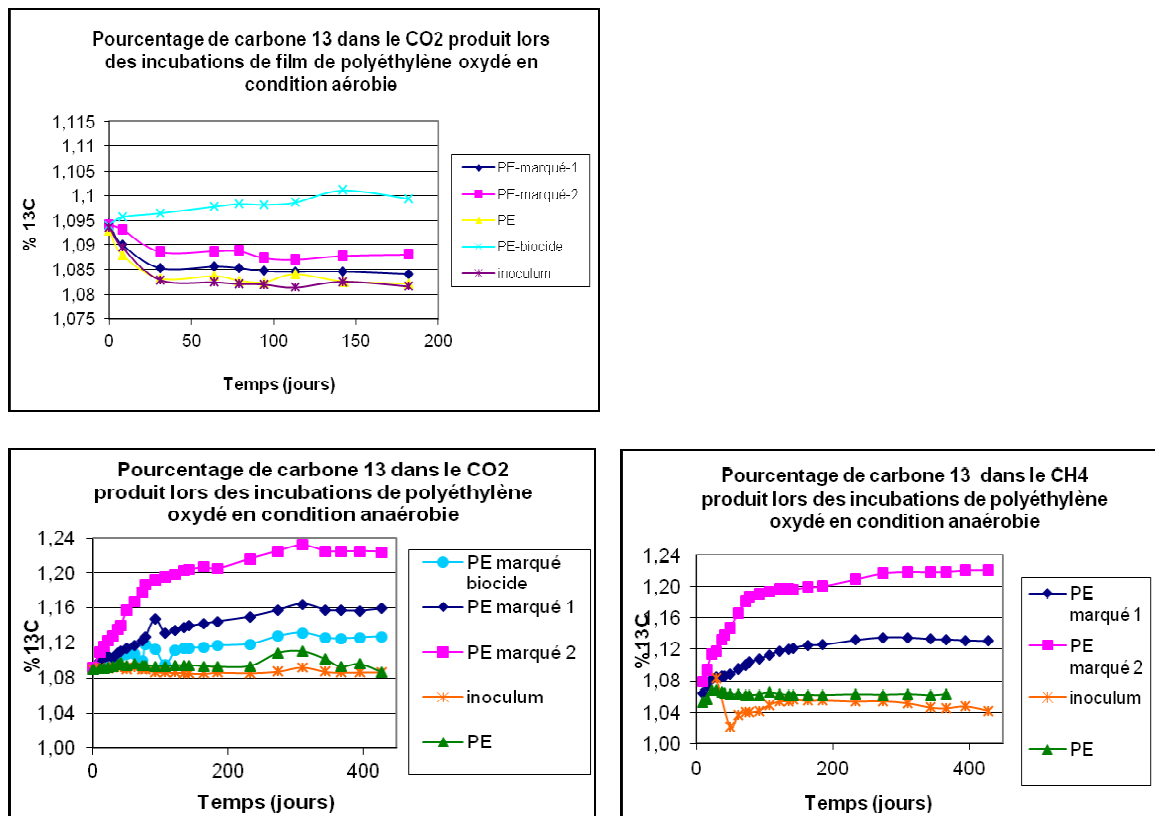 Pourcentage de carbone 13 dans le CO2 produit lors
des incubations de film de polyéthylène oxydé en
condition aérobie
1,115
1,11
1,105
1,1
1,095
1,09
1,085
1,08
1,075
% 13C
0
50
100
150
200
Temps (jours)
PE-marqué-1
PE-marqué-2
PE
PE-biocide
inoculum
Pourcentage de carbone 13 dans le CO2
produit lors des incubations de polyéthylène
oxydé en condition anaérobie
1,24
1,20
1,16
1,12
1,08
1,04
1,00
%13C
0
200
400
Temps (jours)
PE marqué
biocide
PE marqué 1
PE marqué 2
inoculum
PE
Pourcentage de carbone 13 dans le CH4
produit lors des incubations de polyéthylène
oxydé en condition anaérobie
1,24
1,20
1,16
1,12
1,08
1,04
1,00
% 13C
0
200
400
Temps (jours)
PE
marqué 1
PE
marqué 2
inoculum
PE